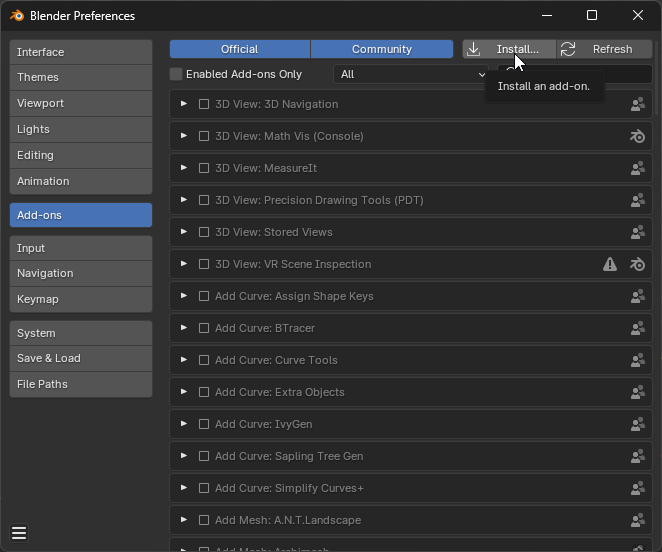 Blender Preferences
Interface
Themes
Viewport
Lights
Editing
Animation
Add-ons
Input
Navigation
Keymap
System
Save & Load
File Paths
Official
Community
Install...
Refresh
Enabled Add-ons Only
All
Install an add-on.
3D View: 3D Navigation
3D View: Math Vis (Console)
3D View: MeasureIt
3D View: Precision Drawing Tools (PDT)
3D View: Stored Views
3D View: VR Scene Inspection
Add Curve: Assign Shape Keys
Add Curve: BTracer
Add Curve: Curve Tools
Add Curve: Extra Objects
Add Curve: IvyGen
Add Curve: Sapling Tree Gen
Add Curve: Simplify Curves+
Add Mesh: A.N.T.Landscape
Add Mesh: Archimesh